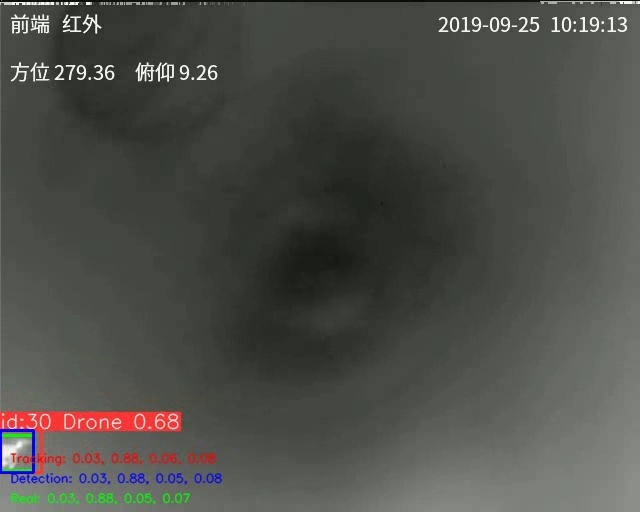 前端 红外
2019-09-25 10:19:13
方位 279.36 俯仰 9.26
id:30 Drone 0.68
Tracking: 0.03, 0.88, 0.06, 0.08
Detection: 0.03, 0.88, 0.05, 0.08
Real: 0.03, 0.88, 0.05, 0.07